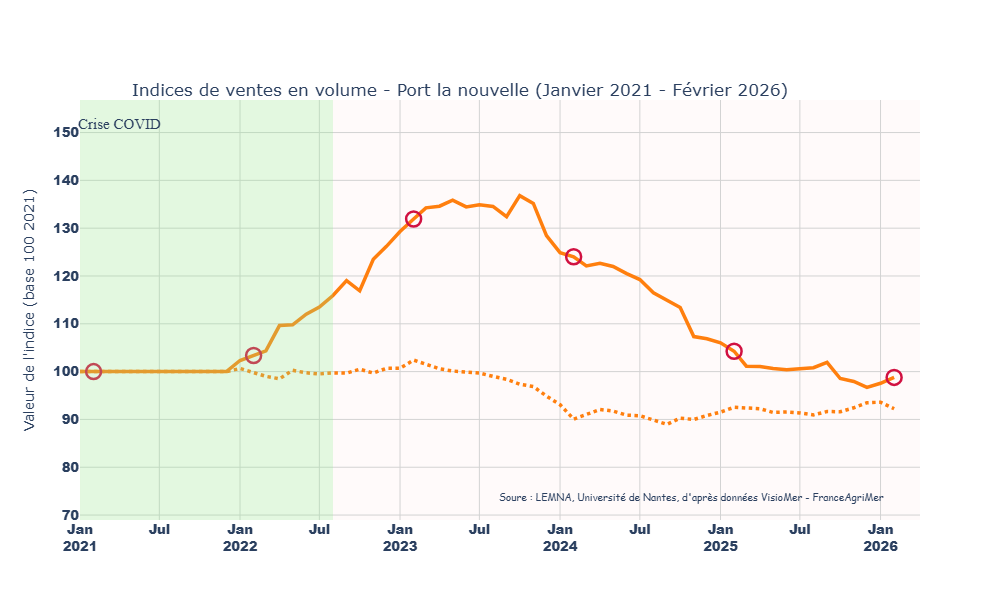 Indices de ventes en volume - Port la nouvelle (Janvier 2021 - Février 2026)
Crise COVID
Valeur de l'indice (base 100 2021)
150
140
130
120
110
100
90
80
70
Soure : LEMNA, Université de Nantes, d'après données VisioMer - FranceAgriMer
Jan Jul Jan Jul Jan Jul Jan Jul Jan Jul Jan
2021 2022 2023 2024 2025 2026